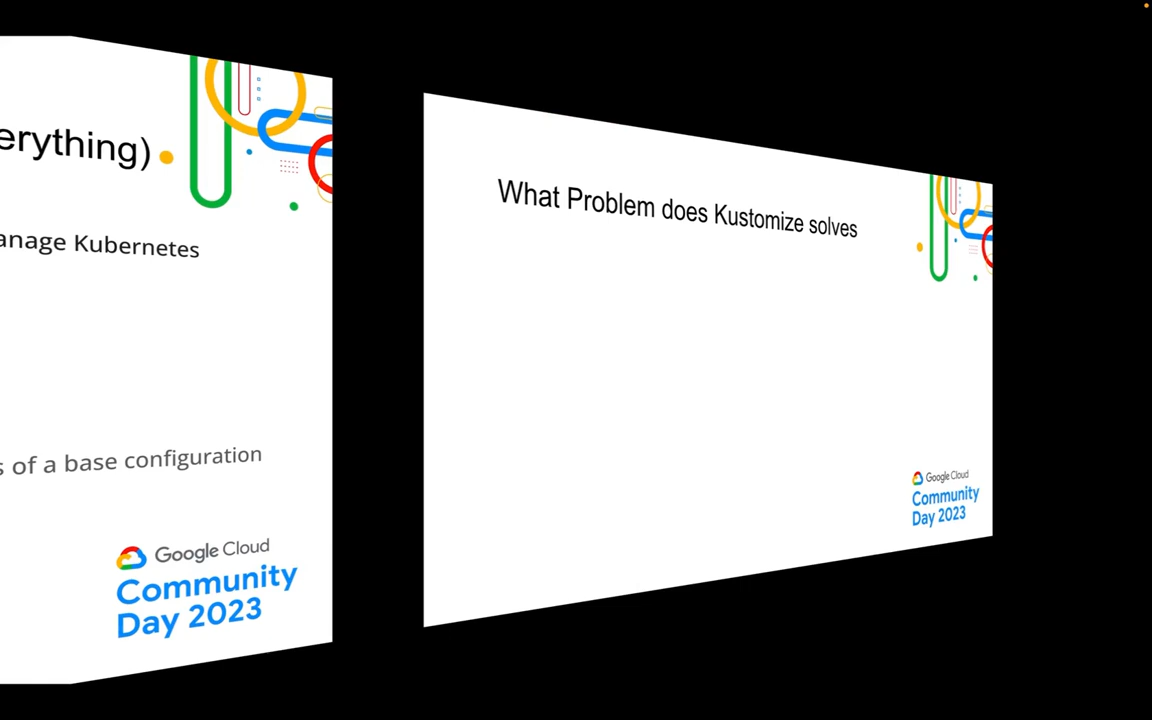 erything)
anage Kubernetes
s of a base configuration
Google Cloud
Community
Day 2023
What Problem does Kustomize solves
Google Cloud
Community
Day 2023